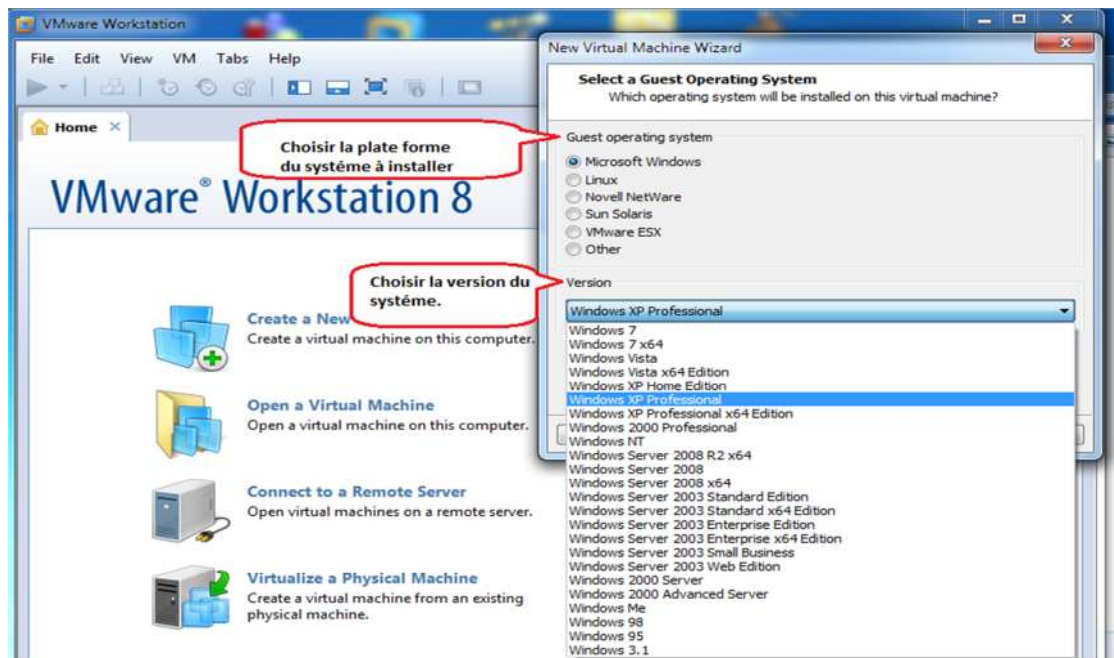 VMware Workstation
File Edit View VM Tabs Help
Home
VMware® Workstation 8
Create a New
Create a virtual machine on this computer.
Open a Virtual Machine
Open a virtual machine on this computer.
Connect to a Remote Server
Open virtual machines on a remote server.
Virtualize a Physical Machine
Create a virtual machine from an existing
physical machine.
Choisir la plate forme
du systéme à installer
Choisir la version du
systéme.
New Virtual Machine Wizard
Select a Guest Operating System
Which operating system will be installed on this virtual machine?
Guest operating system
Microsoft Windows
Linux
Novell NetWare
Sun Solaris
VMware ESX
Other
Version
Windows XP Professional
Windows 7
Windows 7 x64
Windows Vista
Windows Vista x64 Edition
Windows XP Home Edition
Windows XP Professional
Windows XP Professional x64 Edition
Windows 2000 Professional
Windows NT
Windows Server 2008 R2 x64
Windows Server 2008
Windows Server 2008 x64
Windows Server 2003 Standard Edition
Windows Server 2003 Standard x64 Edition
Windows Server 2003 Enterprise Edition
Windows Server 2003 Enterprise x64 Edition
Windows Server 2003 Small Business
Windows Server 2003 Web Edition
Windows 2000 Server
Windows 2000 Advanced Server
Windows Me
Windows 98
Windows 95
Windows 3.1